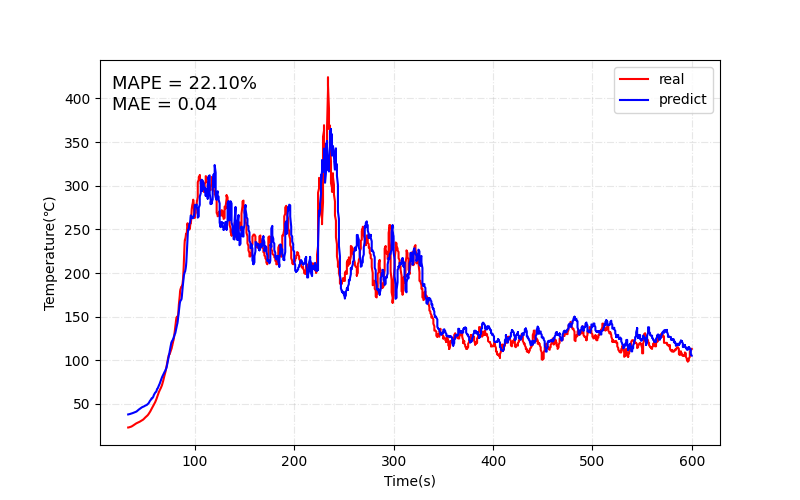 MAPE = 22.10%
MAE = 0.04
real
predict
Temperature(℃)
400
350
300
250
200
150
100
50
100
200
300
400
500
600
Time(s)